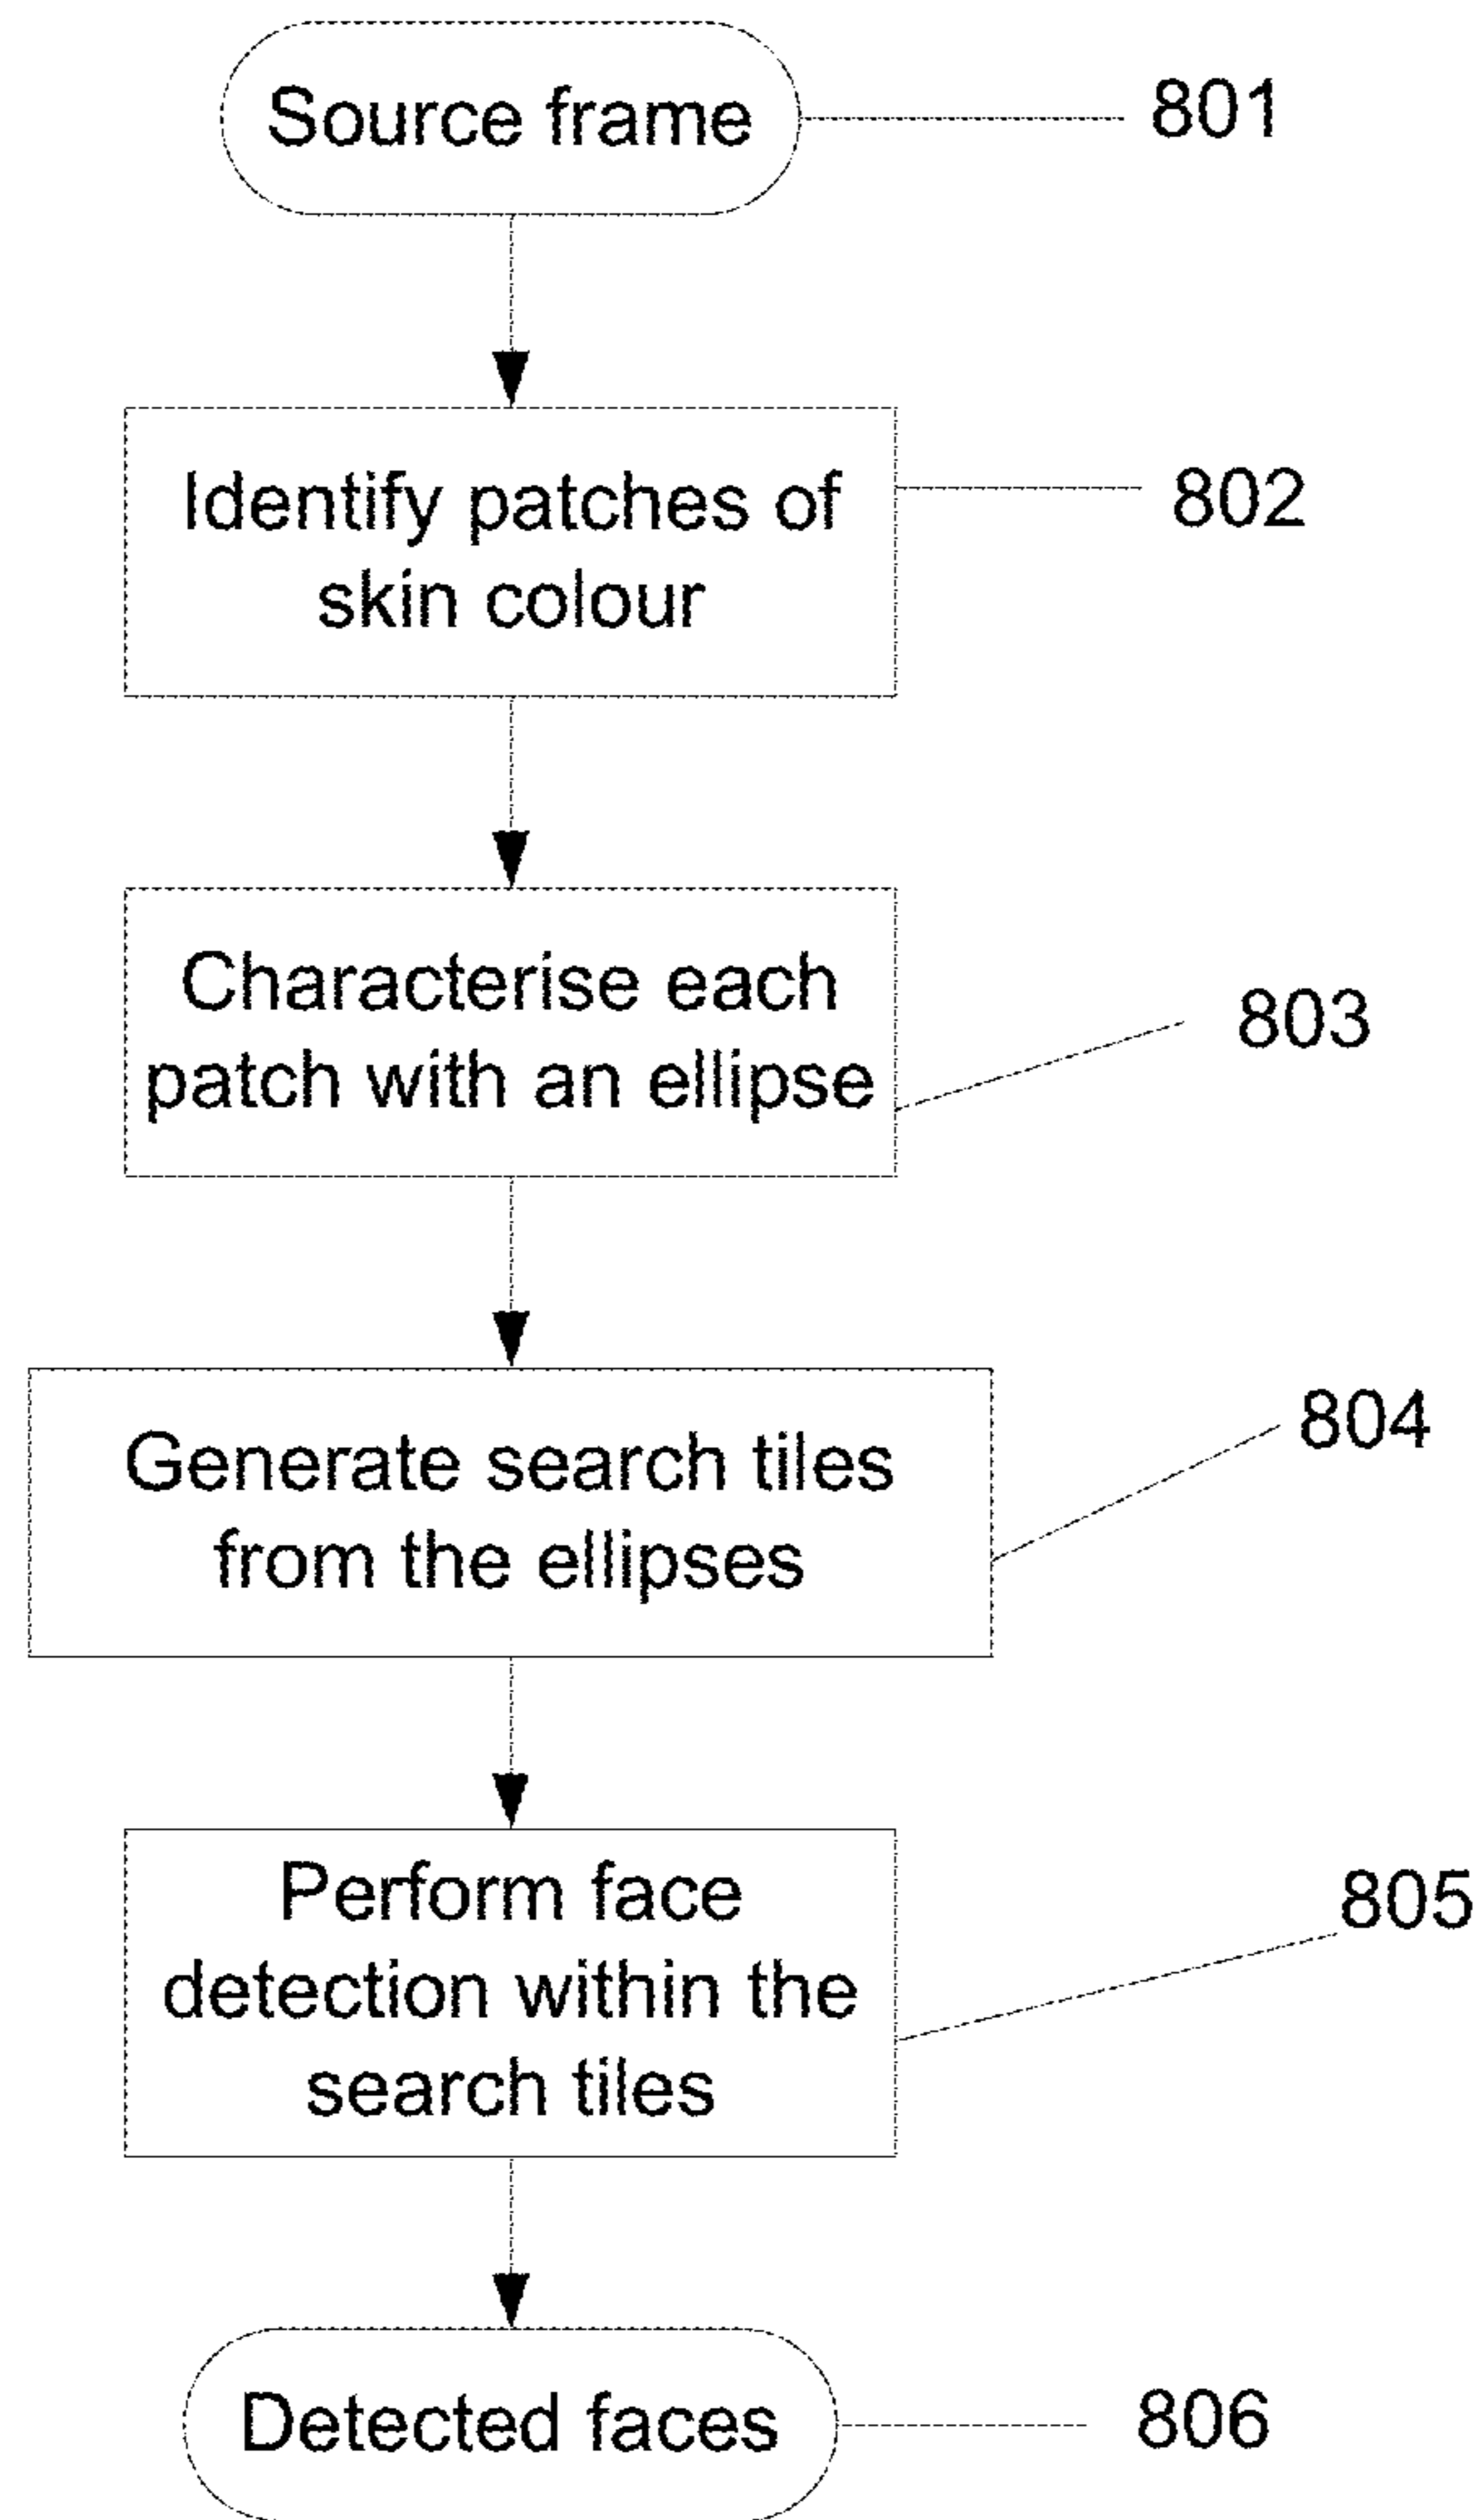 Source frame
801
Identify patches of
skin colour
802
Characterise each
patch with an ellipse
803
Generate search tiles
from the ellipses
804
Perform face
detection within the
search tiles
805
Detected faces
806